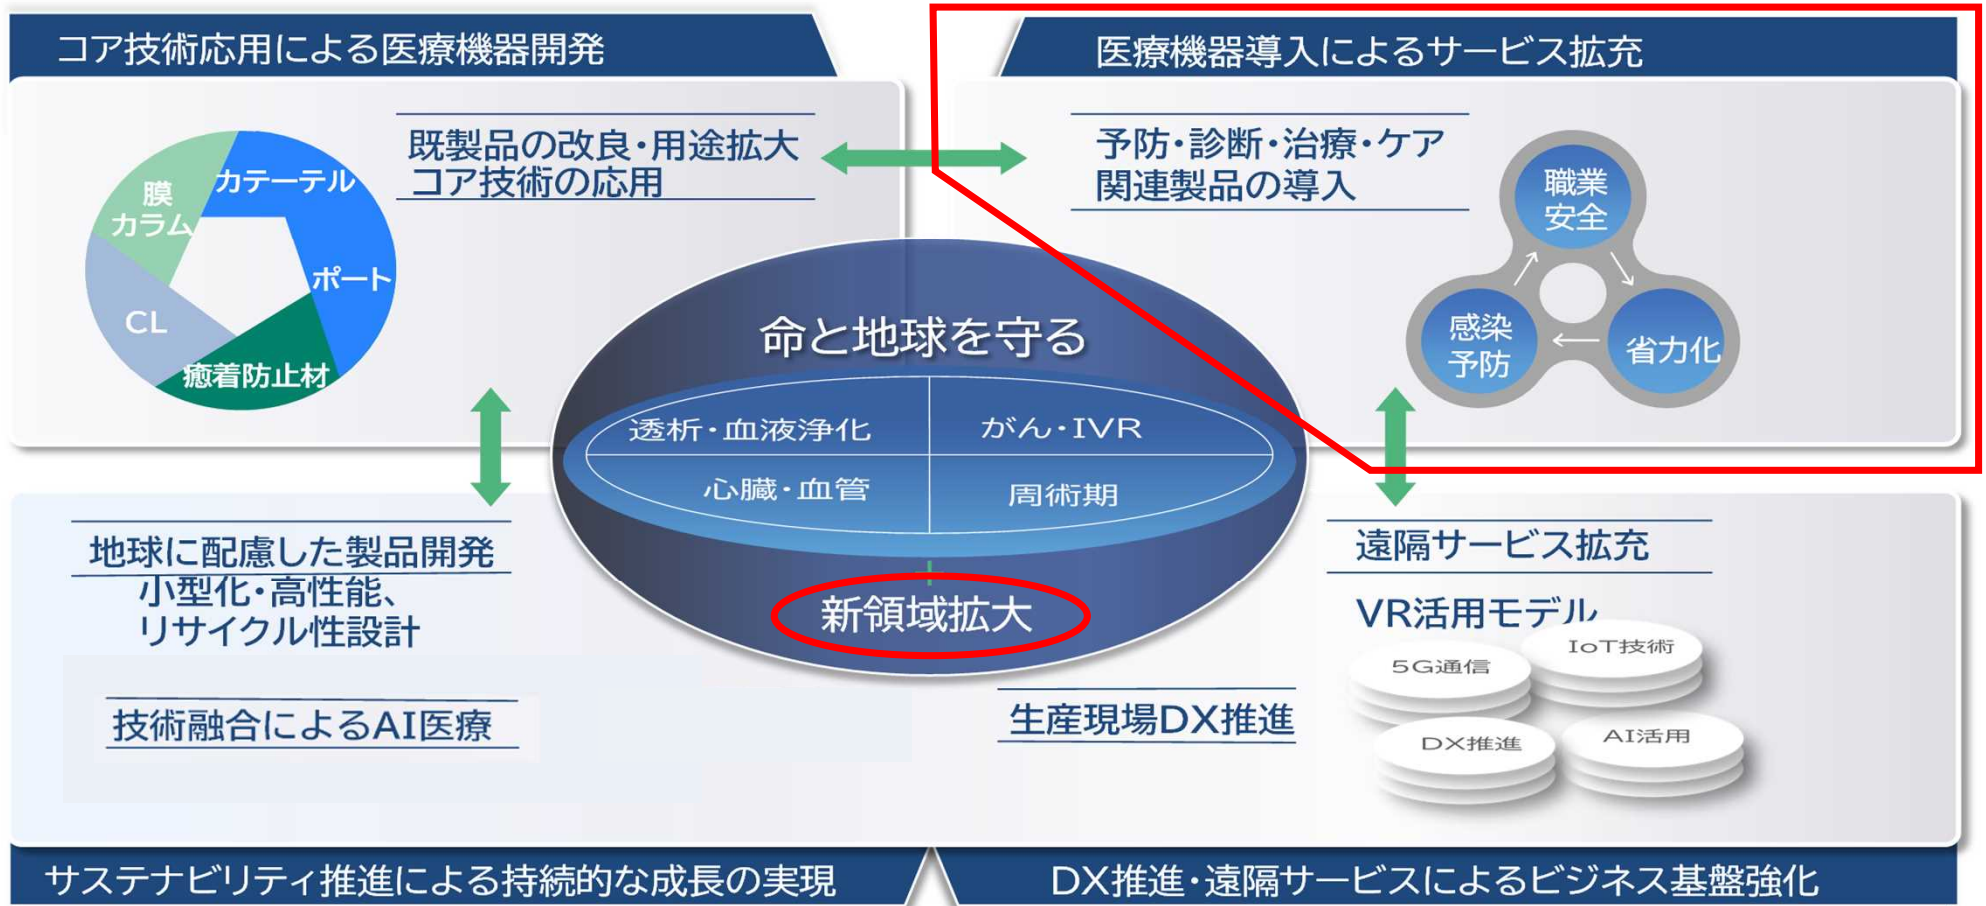 コア技術応用による医療機器開発
既製品の改良・用途拡大
コア技術の応用
膜
カラム
カテーテル
ポート
CL
癒着防止材
医療機器導入によるサービス拡充
予防・診断・治療・ケア
関連製品の導入
職業
安全
感染
予防
省力化
命と地球を守る
透析・血液浄化
がん・IVR
心臓・血管
周術期
+
新領域拡大
地球に配慮した製品開発
小型化・高性能、
リサイクル性設計
技術融合によるAI医療
遠隔サービス拡充
VR活用モデル
5G通信
IoT技術
DX推進
AI活用
生産現場DX推進
サステナビリティ推進による持続的な成長の実現
DX推進・遠隔サービスによるビジネス基盤強化